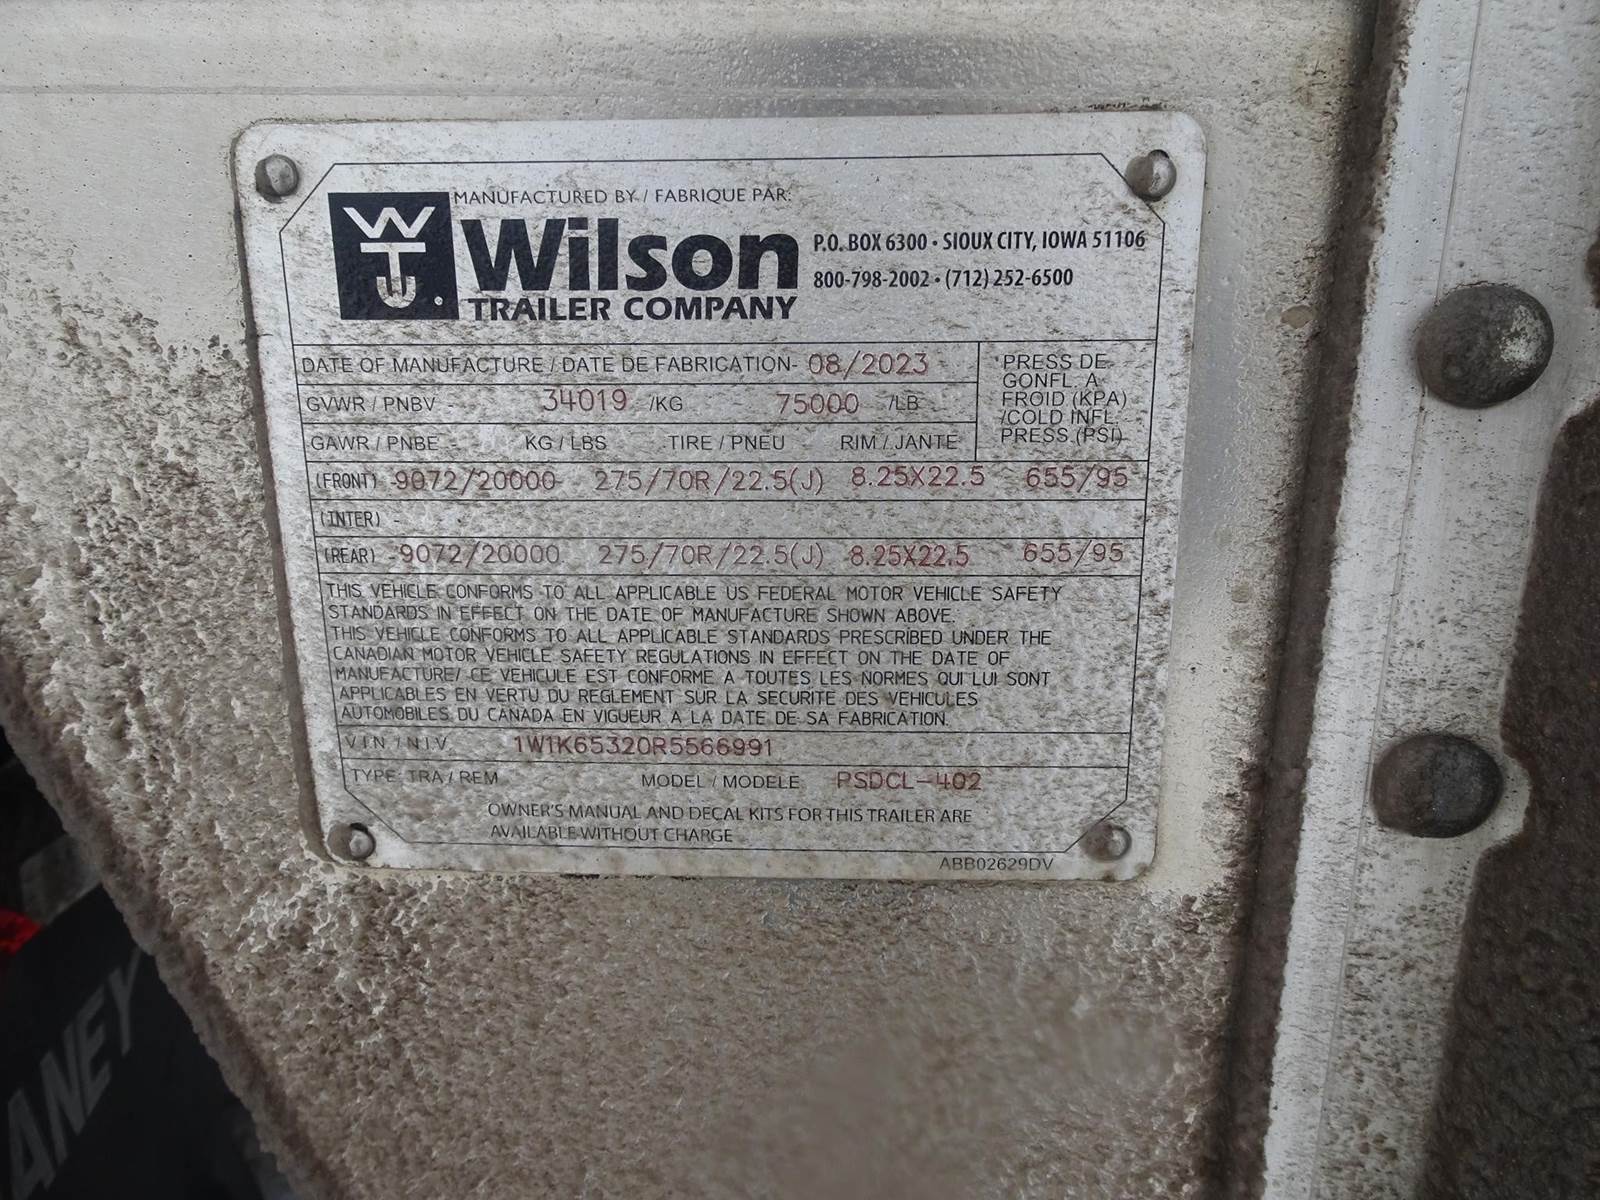 MANUFACTURED BY / FABRIQUE PAR:
WTW.
Wilson
TRAILER COMPANY
P.O. BOX 6300 • SIOUX CITY, IOWA 51106
800-798-2002 • (712) 252-6500
DATE OF MANUFACTURE / DATE DE FABRICATION- 08/2023
GVWR / PNBV - 34019 /KG 75000 /LB
PRESS DE
GONFL. A
FROID (KPA)
/COLD INFL.
PRESS.(PSI)
GAWR / PNBE - KG / LBS TIRE / PNEU RIM / JANTE
(FRONT) 9072/20000 275/70R/22.5(J) 8.25X22.5 655/95
(INTER) -
(REAR) 9072/20000 275/70R/22.5(J) 8.25X22.5 655/95
THIS VEHICLE CONFORMS TO ALL APPLICABLE US FEDERAL MOTOR VEHICLE SAFETY
STANDARDS IN EFFECT ON THE DATE OF MANUFACTURE SHOWN ABOVE.
THIS VEHICLE CONFORMS TO ALL APPLICABLE STANDARDS PRESCRIBED UNDER THE
CANADIAN MOTOR VEHICLE SAFETY REGULATIONS IN EFFECT ON THE DATE OF
MANUFACTURE/ CE VEHICULE EST CONFORME A TOUTES LES NORMES QUI LUI SONT
APPLICABLES EN VERTU DU REGLEMENT SUR LA SECURITE DES VEHICULES
AUTOMOBILES DU CANADA EN VIGUEUR A LA DATE DE SA FABRICATION.
V.I.N. / N.I.V. 1W1K65320R5566991
TYPE TRA / REM MODEL / MODELE PSDCL-402
OWNER'S MANUAL AND DECAL KITS FOR THIS TRAILER ARE
AVAILABLE WITHOUT CHARGE
ABB02629DV